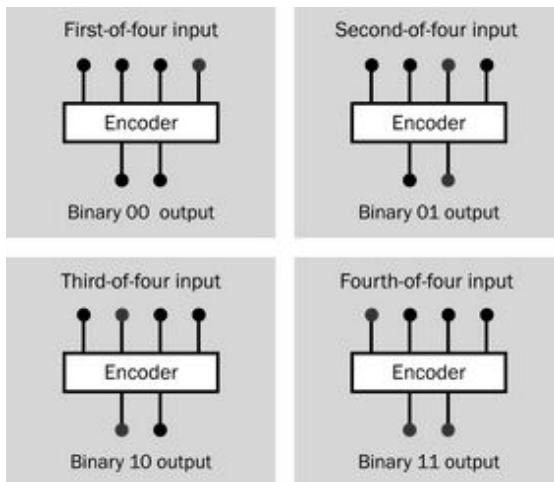 First-of-four input
Encoder
Binary 00 output
Second-of-four input
Encoder
Binary 01 output
Third-of-four input
Encoder
Binary 10 output
Fourth-of-four input
Encoder
Binary 11 output